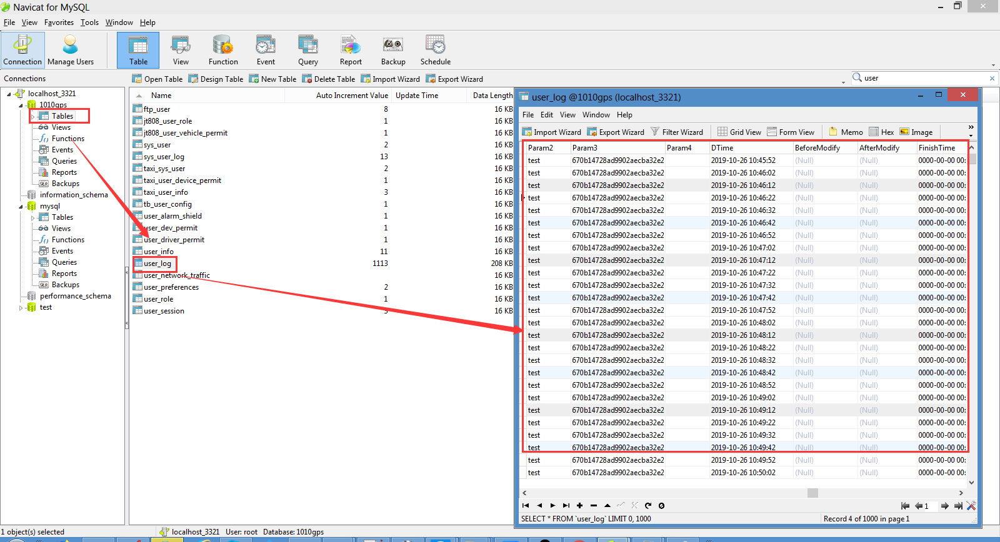 Navicat for MySQL
File View Favorites Tools Window Help
Connection Manage Users Table View Function Event Query Report Backup Schedule
Connections
Open Table Design Table New Table Delete Table Import Wizard Export Wizard
user
localhost_3321
1010gps
Tables
Views
Functions
Events
Queries
Reports
Backups
information_schema
mysql
Tables
Views
Functions
Events
Queries
Reports
Backups
performance_schema
test
Name Auto Increment Value Update Time Data Length
ftp_user 8 16 KB
jt808_user_role 1 16 KB
jt808_user_vehicle_permit 1 16 KB
sys_user 2 16 KB
sys_user_log 13 16 KB
taxi_sys_user 2 16 KB
taxi_user_device_permit 1 16 KB
taxi_user_info 3 16 KB
tb_user_config 1 16 KB
user_alarm_shield 1 16 KB
user_dev_permit 1 16 KB
user_driver_permit 1 16 KB
user_info 11 16 KB
user_log 1113 208 KB
user_network_traffic 16 KB
user_preferences 2 16 KB
user_role 1 16 KB
user_session 16 KB
user_log @1010gps (localhost_3321)
File Edit View Window Help
Import Wizard Export Wizard Filter Wizard Grid View Form View Memo Hex Image
Param2 Param3 Param4 DTime BeforeModify AfterModify FinishTime
test 670b14728ad9902aecba32e2 2019-10-26 10:45:52 (Null) (Null) 0000-00-00 00:
test 670b14728ad9902aecba32e2 2019-10-26 10:46:02 (Null) (Null) 0000-00-00 00:
test 670b14728ad9902aecba32e2 2019-10-26 10:46:12 (Null) (Null) 0000-00-00 00:
test 670b14728ad9902aecba32e2 2019-10-26 10:46:22 (Null) (Null) 0000-00-00 00:
test 670b14728ad9902aecba32e2 2019-10-26 10:46:32 (Null) (Null) 0000-00-00 00:
test 670b14728ad9902aecba32e2 2019-10-26 10:46:42 (Null) (Null) 0000-00-00 00:
test 670b14728ad9902aecba32e2 2019-10-26 10:46:52 (Null) (Null) 0000-00-00 00:
test 670b14728ad9902aecba32e2 2019-10-26 10:47:02 (Null) (Null) 0000-00-00 00:
test 670b14728ad9902aecba32e2 2019-10-26 10:47:12 (Null) (Null) 0000-00-00 00:
test 670b14728ad9902aecba32e2 2019-10-26 10:47:22 (Null) (Null) 0000-00-00 00:
test 670b14728ad9902aecba32e2 2019-10-26 10:47:32 (Null) (Null) 0000-00-00 00:
test 670b14728ad9902aecba32e2 2019-10-26 10:47:42 (Null) (Null) 0000-00-00 00:
test 670b14728ad9902aecba32e2 2019-10-26 10:47:52 (Null) (Null) 0000-00-00 00:
test 670b14728ad9902aecba32e2 2019-10-26 10:48:02 (Null) (Null) 0000-00-00 00:
test 670b14728ad9902aecba32e2 2019-10-26 10:48:12 (Null) (Null) 0000-00-00 00:
test 670b14728ad9902aecba32e2 2019-10-26 10:48:22 (Null) (Null) 0000-00-00 00:
test 670b14728ad9902aecba32e2 2019-10-26 10:48:32 (Null) (Null) 0000-00-00 00:
test 670b14728ad9902aecba32e2 2019-10-26 10:48:42 (Null) (Null) 0000-00-00 00:
test 670b14728ad9902aecba32e2 2019-10-26 10:48:52 (Null) (Null) 0000-00-00 00:
test 670b14728ad9902aecba32e2 2019-10-26 10:49:02 (Null) (Null) 0000-00-00 00:
test 670b14728ad9902aecba32e2 2019-10-26 10:49:12 (Null) (Null) 0000-00-00 00:
test 670b14728ad9902aecba32e2 2019-10-26 10:49:22 (Null) (Null) 0000-00-00 00:
test 670b14728ad9902aecba32e2 2019-10-26 10:49:32 (Null) (Null) 0000-00-00 00:
test 670b14728ad9902aecba32e2 2019-10-26 10:49:42 (Null) (Null) 0000-00-00 00:
test 670b14728ad9902aecba32e2 2019-10-26 10:49:52 (Null) (Null) 0000-00-00 00:
test 670b14728ad9902aecba32e2 2019-10-26 10:50:02 (Null) (Null) 0000-00-00 00:
1
SELECT * FROM `user_log` LIMIT 0, 1000 Record 4 of 1000 in page 1
1 object(s) selected localhost_3321 User: root Database: 1010gps